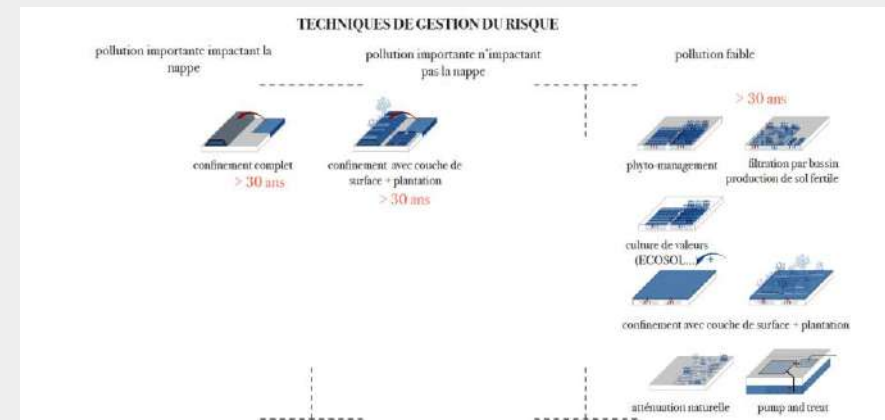 TECHNIQUES DE GESTION DU RISQUE
pollution importante impactant la
nappe
pollution importante n'impactant
pas la nappe
pollution faible
> 30 ans
confinement complet
> 30 ans
confinement avec couche de
surface + plantation
> 30 ans
phyto-management
filtration par bassin
production de sol fertile
culture de valeurs
(ECOSOL...)
confinement avec couche de surface + plantation
atténuation naturelle
pump and treat